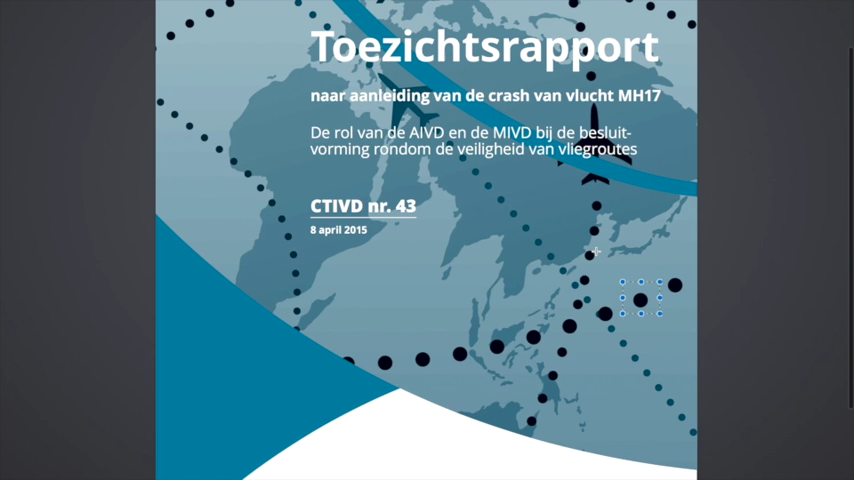 Toezichtsrapport
naar aanleiding van de crash van vlucht MH17
De rol van de AIVD en de MIVD bij de besluit-
vorming rondom de veiligheid van vliegroutes
CTIVD nr. 43
8 april 2015